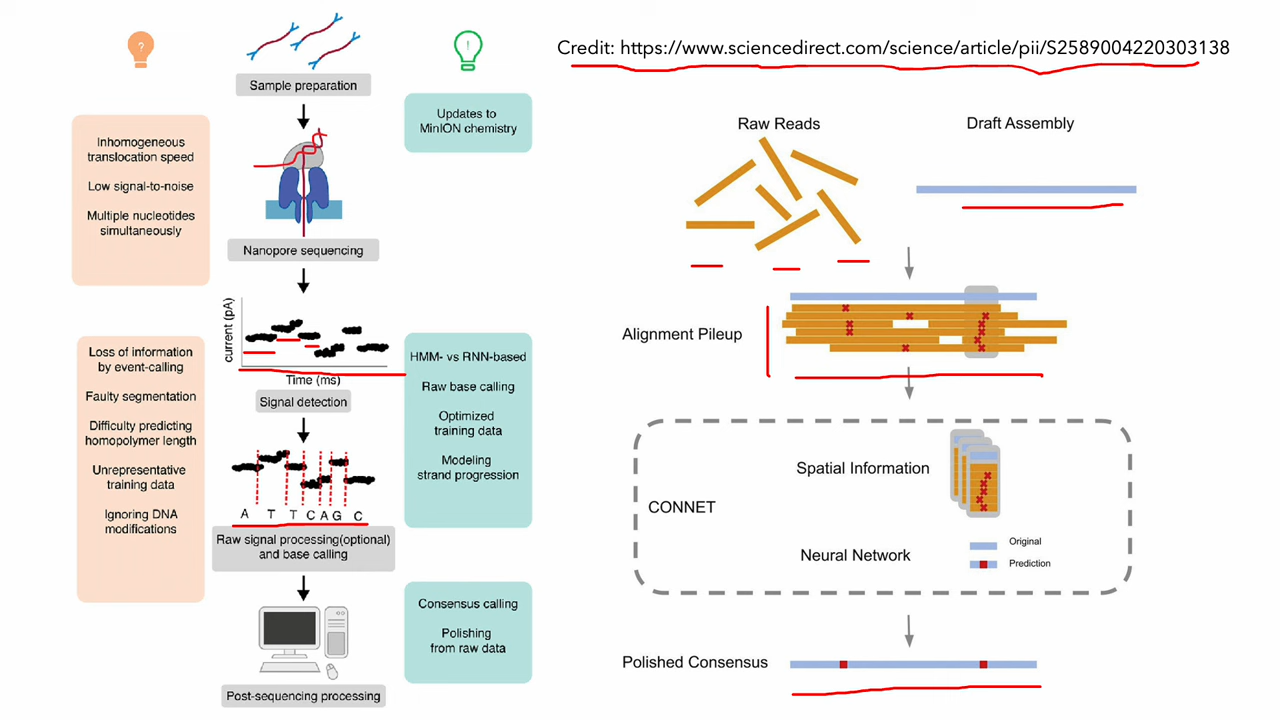 Credit: https://www.sciencedirect.com/science/article/pii/S2589004220303138
?
Inhomogeneous
translocation speed
Low signal-to-noise
Multiple nucleotides
simultaneously
Loss of information
by event-calling
Faulty segmentation
Difficulty predicting
homopolymer length
Unrepresentative
training data
Ignoring DNA
modifications
Sample preparation
Nanopore sequencing
current (pA)
Time (ms)
Signal detection
A T T C A G C
Raw signal processing(optional)
and base calling
Post-sequencing processing
!
Updates to
MinION chemistry
HMM- vs RNN-based
Raw base calling
Optimized
training data
Modeling
strand progression
Consensus calling
Polishing
from raw data
Raw Reads
Draft Assembly
Alignment Pileup
Spatial Information
CONNET
Neural Network
Original
Prediction
Polished Consensus